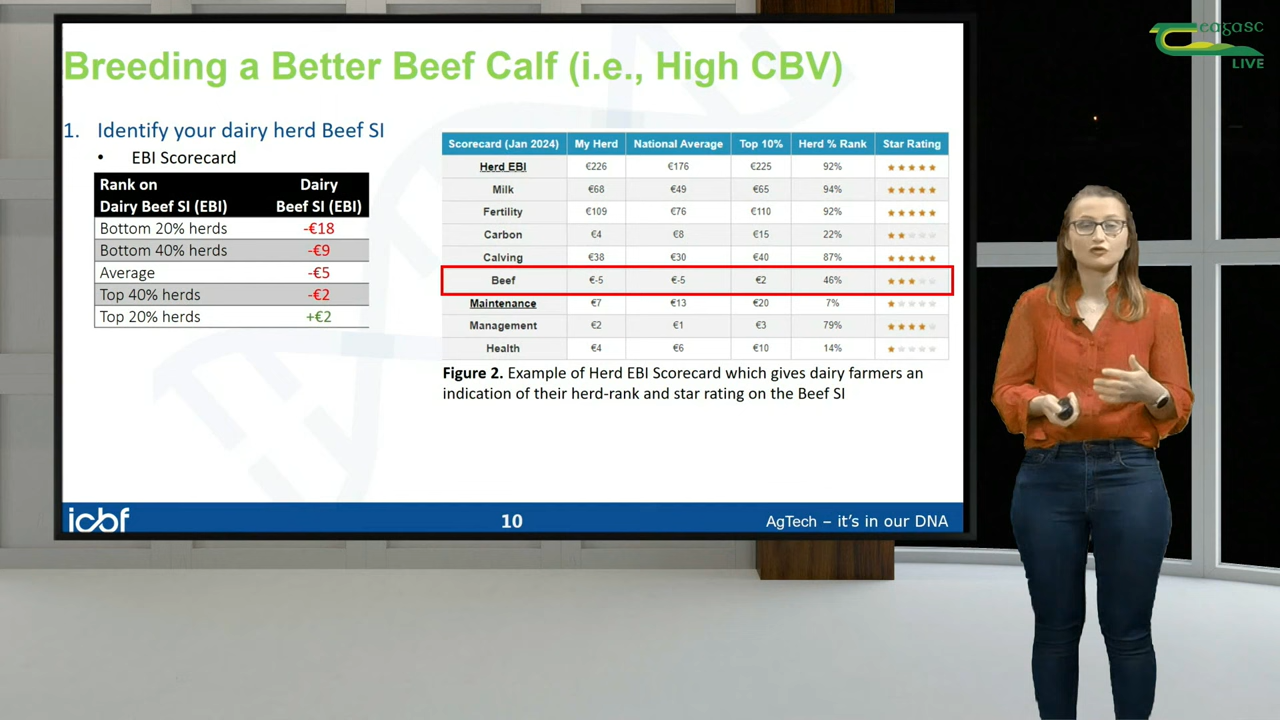 Breeding a Better Beef Calf (i.e., High CBV)
1. Identify your dairy herd Beef SI
• EBI Scorecard
Rank on Dairy
Dairy Beef SI (EBI) Beef SI (EBI)
Bottom 20% herds -€18
Bottom 40% herds -€9
Average -€5
Top 40% herds -€2
Top 20% herds +€2
Scorecard (Jan 2024) My Herd National Average Top 10% Herd % Rank Star Rating
Herd EBI €226 €176 €225 92%
Milk €68 €49 €65 94%
Fertility €109 €76 €110 92%
Carbon €4 €8 €15 22%
Calving €38 €30 €40 87%
Beef €-5 €-5 €2 46%
Maintenance €7 €13 €20 7%
Management €2 €1 €3 79%
Health €4 €6 €10 14%
Figure 2. Example of Herd EBI Scorecard which gives dairy farmers an
indication of their herd-rank and star rating on the Beef SI
icbf
10
AgTech – it's in our DNA
teagasc
LIVE